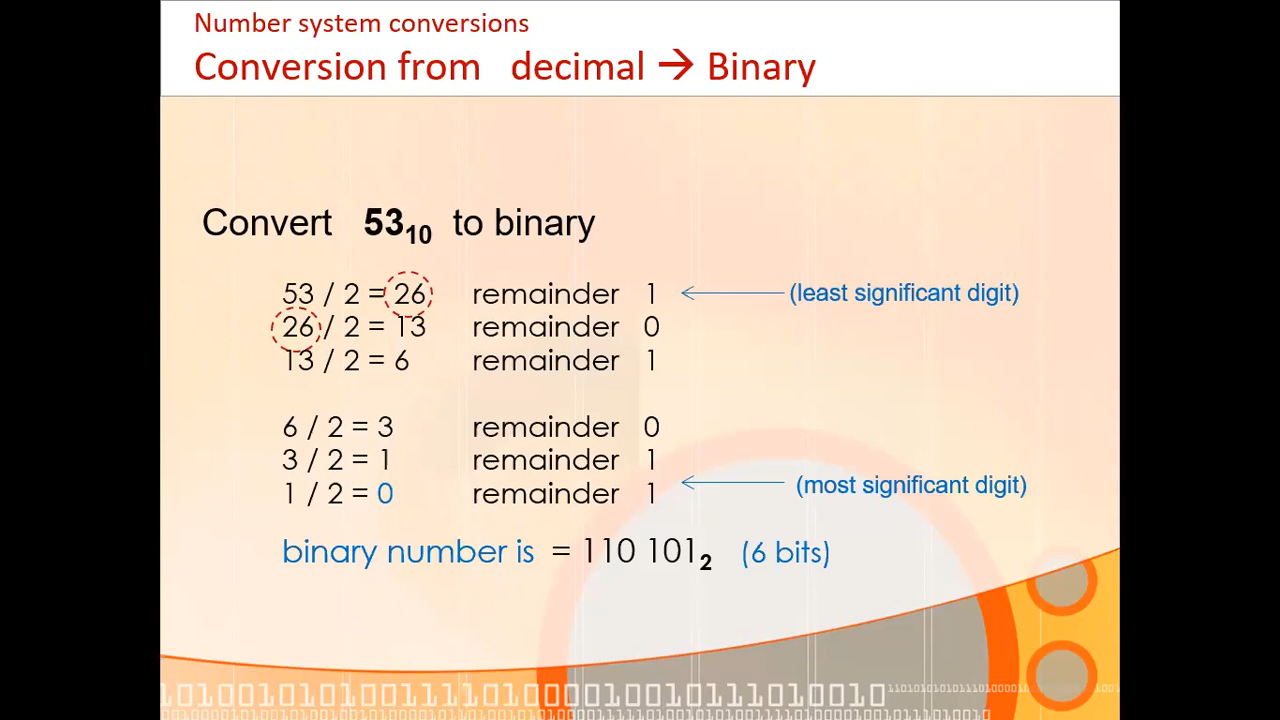 Number system conversions
Conversion from decimal → Binary
Convert 53₁₀ to binary
53 / 2 = 26 remainder 1 (least significant digit)
26 / 2 = 13 remainder 0
13 / 2 = 6 remainder 1
6 / 2 = 3 remainder 0
3 / 2 = 1 remainder 1
1 / 2 = 0 remainder 1 (most significant digit)
binary number is = 110 101₂ (6 bits)